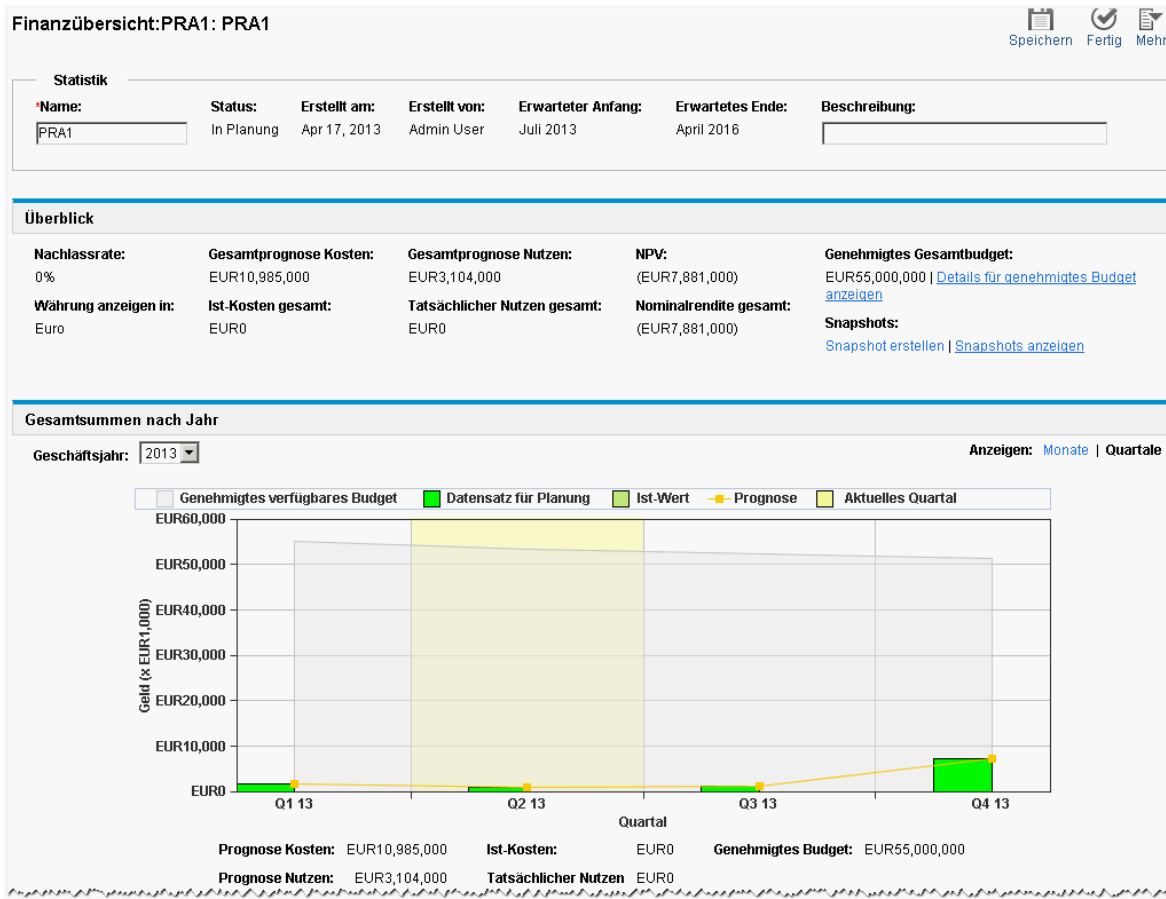 Finanzübersicht:PRA1: PRA1
Speichern Fertig Mehr
Statistik
*Name: Status: Erstellt am: Erstellt von: Erwarteter Anfang: Erwartetes Ende: Beschreibung:
PRA1 In Planung Apr 17, 2013 Admin User Juli 2013 April 2016
Überblick
Nachlassrate: Gesamtprognose Kosten: Gesamtprognose Nutzen: NPV: Genehmigtes Gesamtbudget:
0% EUR10,985,000 EUR3,104,000 (EUR7,881,000) EUR55,000,000 | Details für genehmigtes Budget
anzeigen
Währung anzeigen in: Ist-Kosten gesamt: Tatsächlicher Nutzen gesamt: Nominalrendite gesamt:
Euro EUR0 EUR0 (EUR7,881,000)
Snapshots:
Snapshot erstellen | Snapshots anzeigen
Gesamtsummen nach Jahr
Geschäftsjahr: 2013 Anzeigen: Monate | Quartale
Genehmigtes verfügbares Budget Datensatz für Planung Ist-Wert Prognose Aktuelles Quartal
EUR60,000
EUR50,000
EUR40,000
EUR30,000
EUR20,000
EUR10,000
EUR0
Geld (x EUR1,000)
Q1 13 Q2 13 Q3 13 Q4 13
Quartal
Prognose Kosten: EUR10,985,000 Ist-Kosten: EUR0 Genehmigtes Budget: EUR55,000,000
Prognose Nutzen: EUR3,104,000 Tatsächlicher Nutzen EUR0